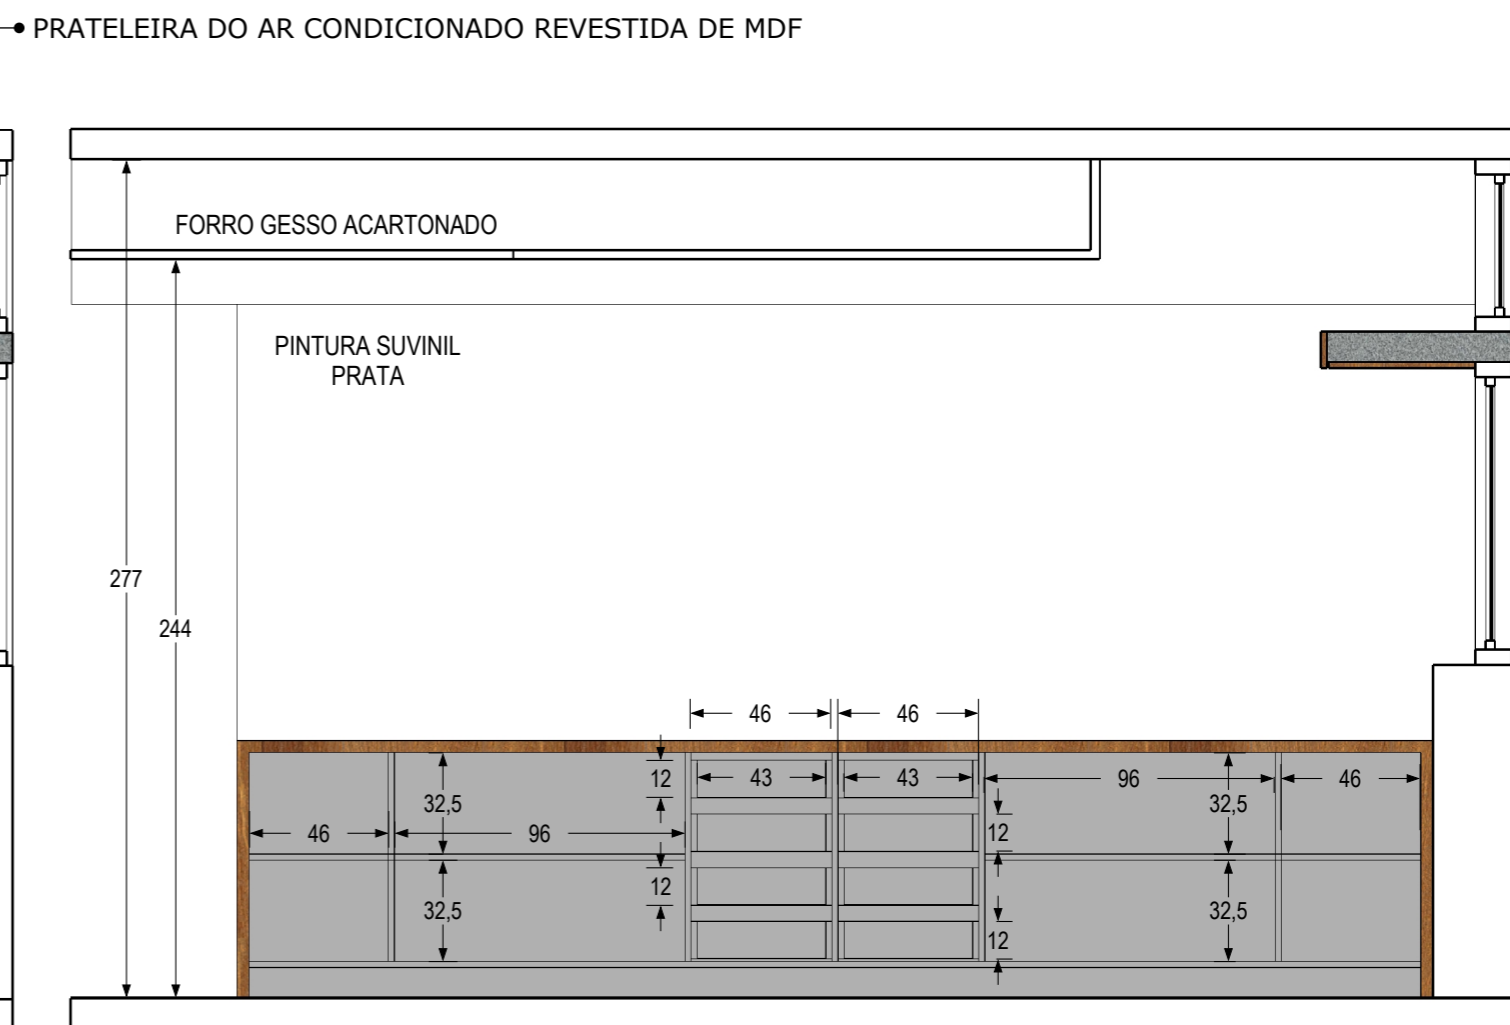 PRATELEIRA DO AR CONDICIONADO REVESTIDA DE MDF
FORRO GESSO ACARTONADO
PINTURA SUVINIL
PRATA
277
244
46 46
12 43 43 96 46
32,5 32,5
46 96 12
12
32,5 32,5
12